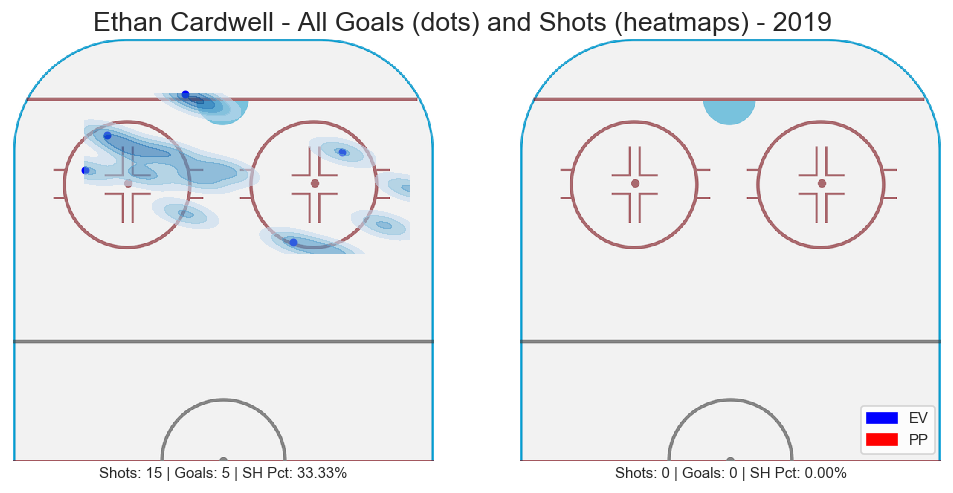 Ethan Cardwell - All Goals (dots) and Shots (heatmaps) - 2019
EV
PP
Shots: 15 | Goals: 5 | SH Pct: 33.33%
Shots: 0 | Goals: 0 | SH Pct: 0.00%